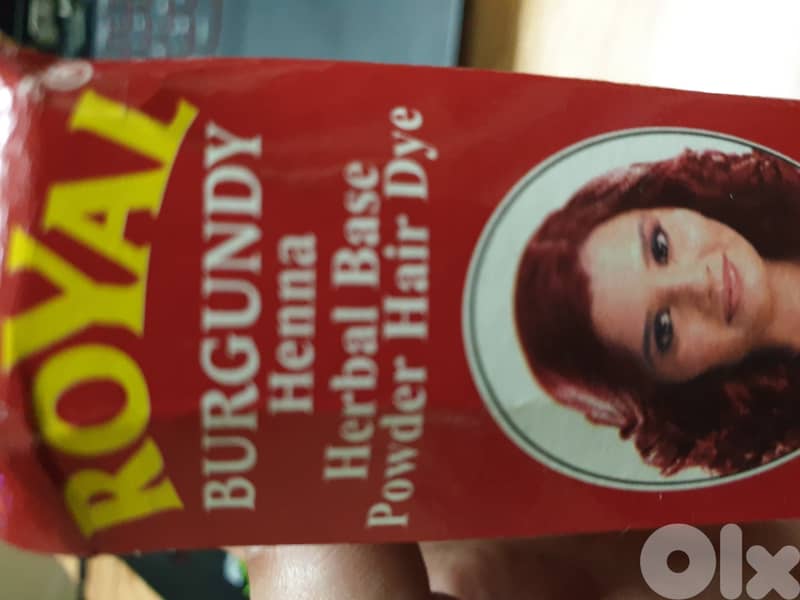 ROYAL®
BURGUNDY
Henna
Herbal Base
Powder Hair Dye
Olx